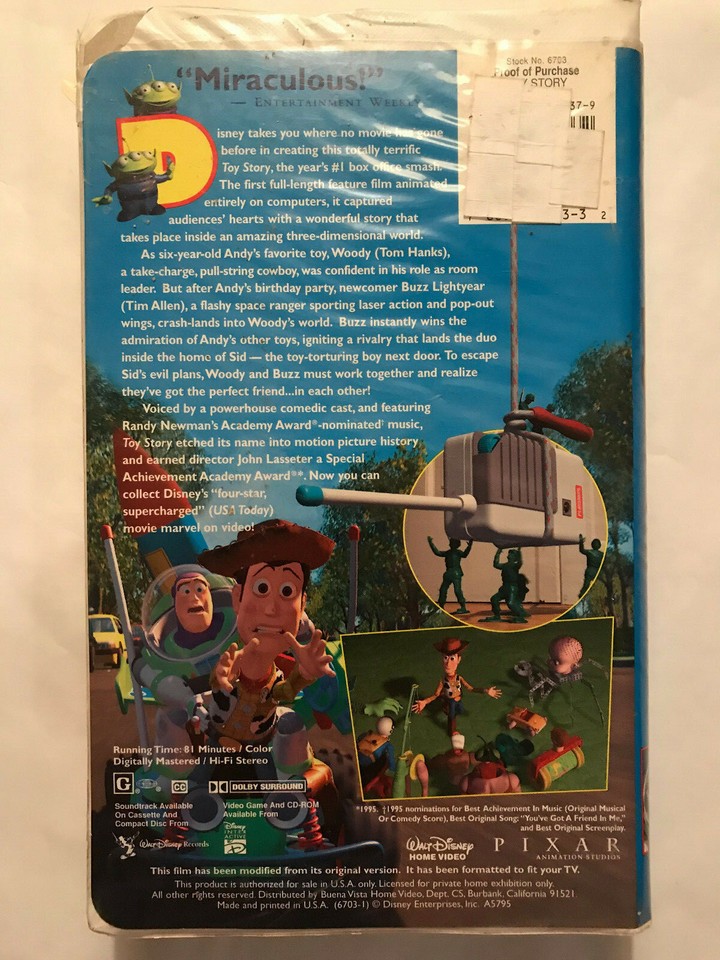 "Miraculous!"
— ENTERTAINMENT WEEKLY
Stock No. 6703
Proof of Purchase
Y STORY
37-9
3-3 2
Disney takes you where no movie has gone
before in creating this totally terrific
Toy Story, the year's #1 box office smash.
The first full-length feature film animated
entirely on computers, it captured
audiences' hearts with a wonderful story that
takes place inside an amazing three-dimensional world.
As six-year-old Andy's favorite toy, Woody (Tom Hanks),
a take-charge, pull-string cowboy, was confident in his role as room
leader. But after Andy's birthday party, newcomer Buzz Lightyear
(Tim Allen), a flashy space ranger sporting laser action and pop-out
wings, crash-lands into Woody's world. Buzz instantly wins the
admiration of Andy's other toys, igniting a rivalry that lands the duo
inside the home of Sid — the toy-torturing boy next door. To escape
Sid's evil plans, Woody and Buzz must work together and realize
they've got the perfect friend...in each other!
Voiced by a powerhouse comedic cast, and featuring
Randy Newman's Academy Award®-nominated† music,
Toy Story etched its name into motion picture history
and earned director John Lasseter a Special
Achievement Academy Award®*. Now you can
collect Disney's "four-star,
supercharged" (USA Today)
movie marvel on video!
Running Time: 81 Minutes / Color
Digitally Mastered / Hi-Fi Stereo
G CC DOLBY SURROUND
Soundtrack Available
On Cassette And
Compact Disc From
Walt Disney Records
Video Game And CD-ROM
Available From
Disney
INTER
ACTIVE
*1995. †1995 nominations for Best Achievement In Music (Original Musical
Or Comedy Score), Best Original Song: "You've Got A Friend In Me,"
and Best Original Screenplay.
Walt Disney
HOME VIDEO
PIXAR
ANIMATION STUDIOS
This film has been modified from its original version. It has been formatted to fit your TV.
This product is authorized for sale in U.S.A. only. Licensed for private home exhibition only.
All other rights reserved. Distributed by Buena Vista Home Video, Dept. CS, Burbank, California 91521.
Made and printed in U.S.A. (6703-1) © Disney Enterprises, Inc. A5795